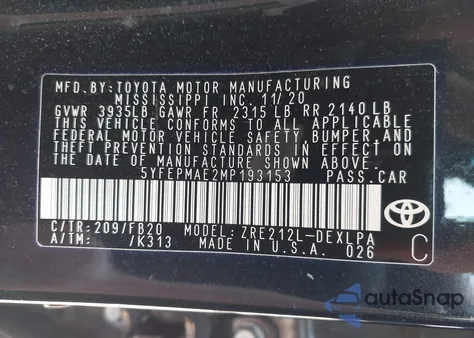 MFD. BY: TOYOTA MOTOR MANUFACTURING
MISSISSIPPI INC. 11/20
GVWR 3935LB GAWR FR 2315 LB RR 2140 LB
THIS VEHICLE CONFORMS TO ALL APPLICABLE
FEDERAL MOTOR VEHICLE SAFETY, BUMPER, AND
THEFT PREVENTION STANDARDS IN EFFECT ON
THE DATE OF MANUFACTURE SHOWN ABOVE.
5YFEPMAE2MP193153 PASS.CAR
C/TR: 209/FB20 MODEL: ZRE212L-DEXLPA
A/TM: /K313 MADE IN U.S.A. 026
C
autoSnap